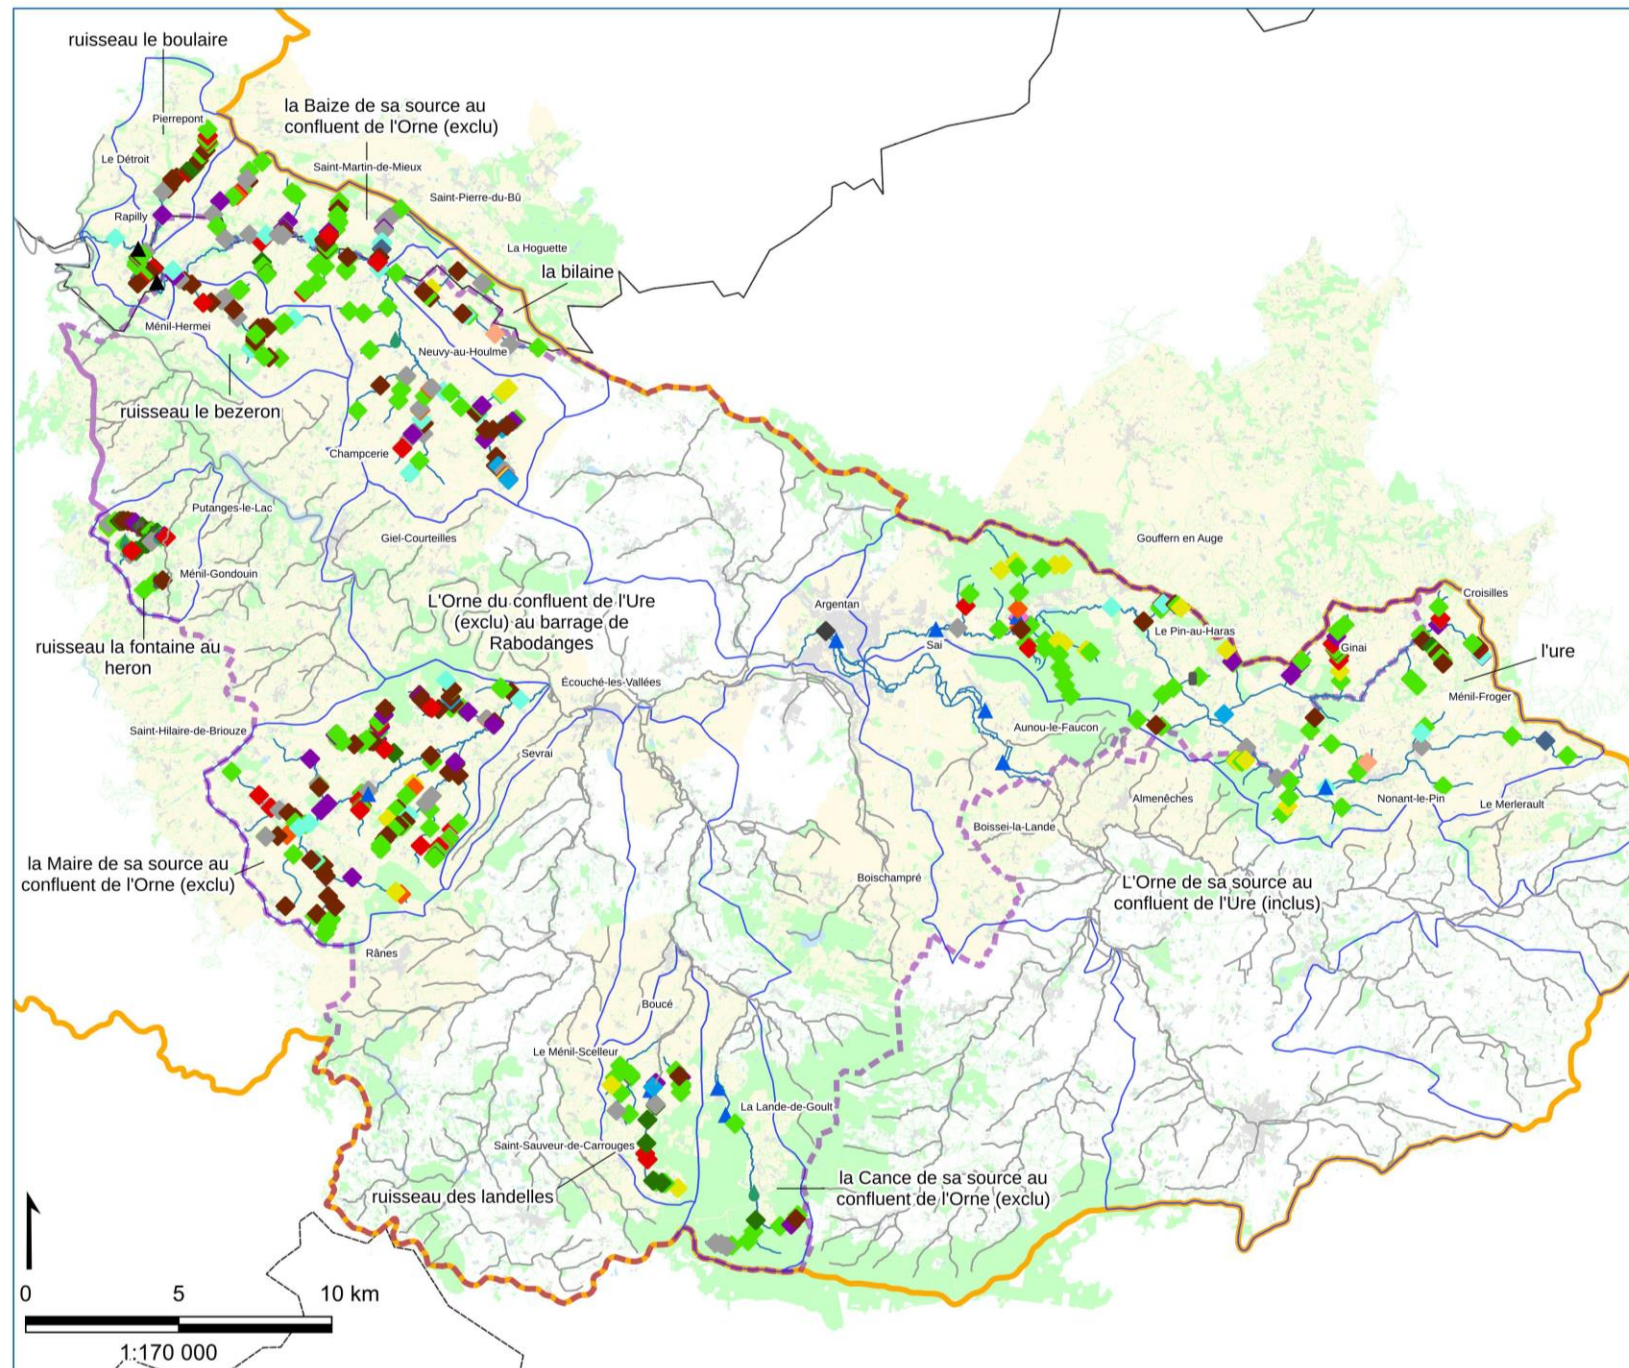 ruisseau le boulaire
Pierrepont
la Baize de sa source au
confluent de l'Orne (exclu)
Le Détroit
Saint-Martin-de-Mieux
Saint-Pierre-du-Bû
Rapilly
La Hoguette
la bilaine
Ménil-Hermei
Neuvy-au-Houlme
ruisseau le bezeron
Champcerie
Putanges-le-Lac
Giel-Courteilles
Gouffern en Auge
Ménil-Gondouin
L'Orne du confluent de l'Ure
(exclu) au barrage de
Rabodanges
Argentan
Croisilles
Le Pin-au-Haras
Sai
Ginai
l'ure
ruisseau la fontaine au
heron
Écouché-les-Vallées
Ménil-Froger
Saint-Hilaire-de-Briouze
Aunou-le-Faucon
Sevrai
Almenêches
Nonant-le-Pin
Le Merlerault
Boissei-la-Lande
la Maire de sa source au
confluent de l'Orne (exclu)
Boischampré
L'Orne de sa source au
confluent de l'Ure (inclus)
Rânes
Boucé
Le Ménil-Scelleur
La Lande-de-Goult
Saint-Sauveur-de-Carrouges
ruisseau des landelles
la Cance de sa source au
confluent de l'Orne (exclu)
0 5 10 km
1:170 000